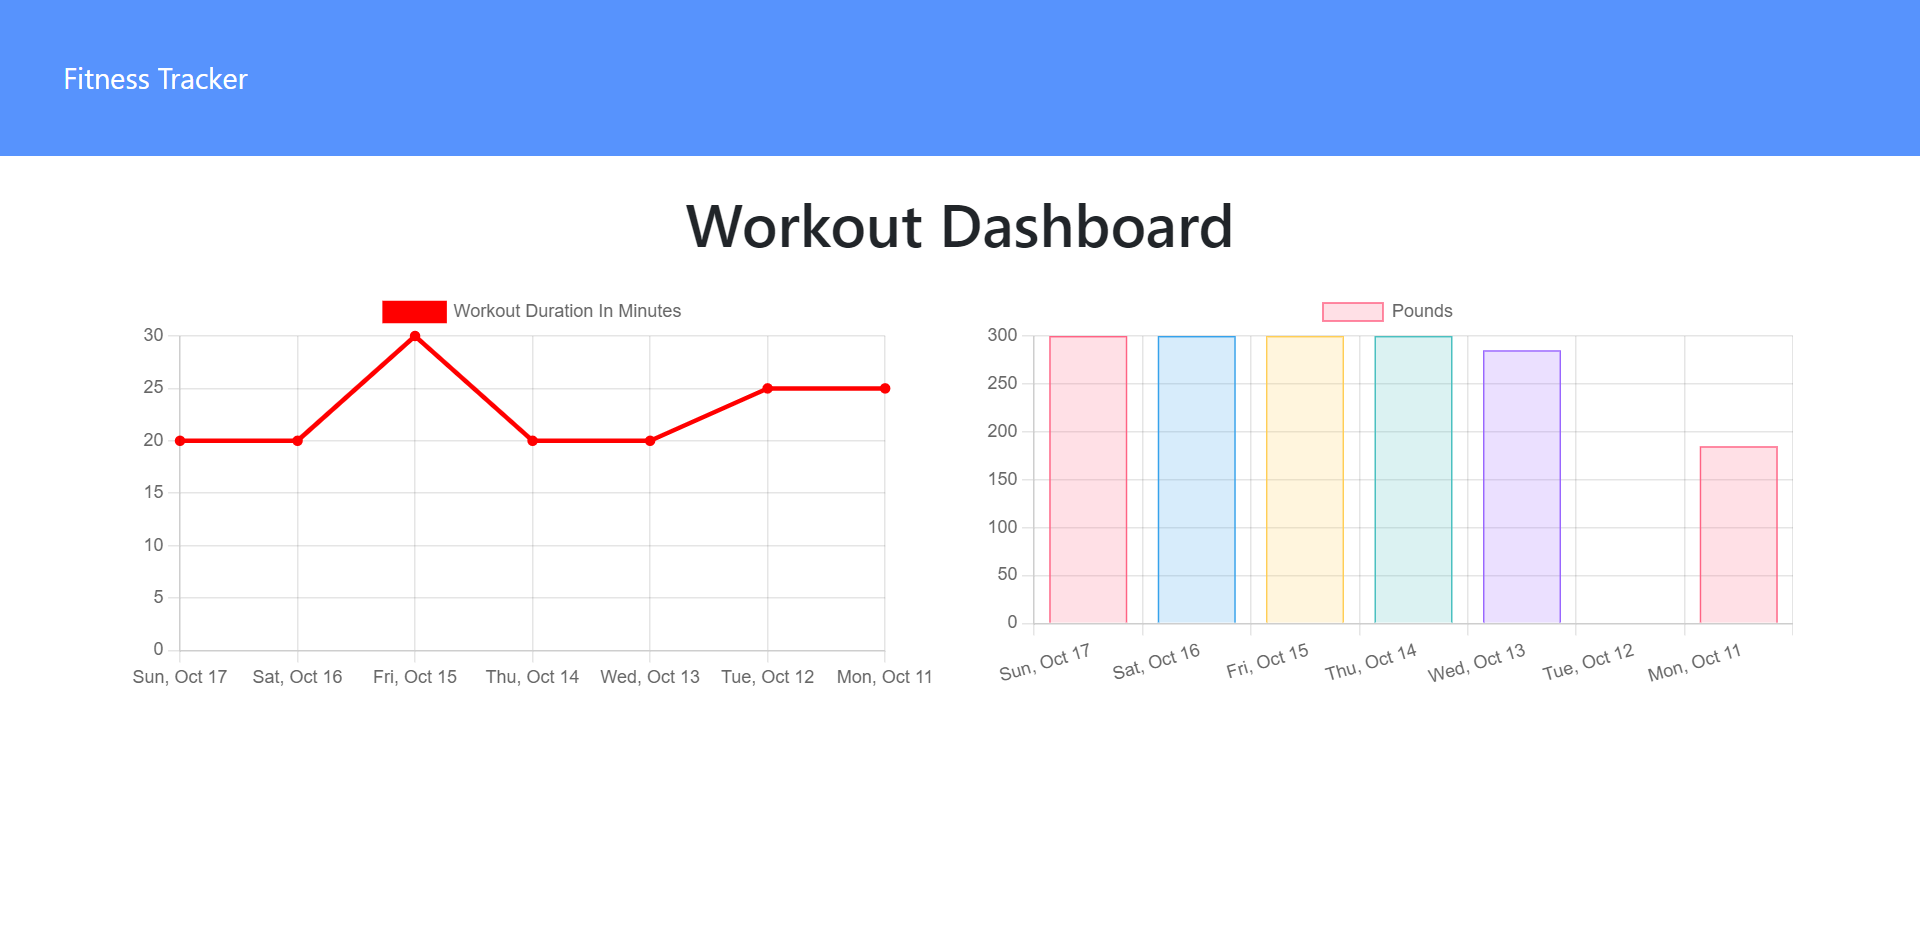 Fitness Tracker
Workout Dashboard
Workout Duration In Minutes
30
25
20
15
10
5
0
Sun, Oct 17 Sat, Oct 16 Fri, Oct 15 Thu, Oct 14 Wed, Oct 13 Tue, Oct 12 Mon, Oct 11
Pounds
300
250
200
150
100
50
0
Sun, Oct 17 Sat, Oct 16 Fri, Oct 15 Thu, Oct 14 Wed, Oct 13 Tue, Oct 12 Mon, Oct 11